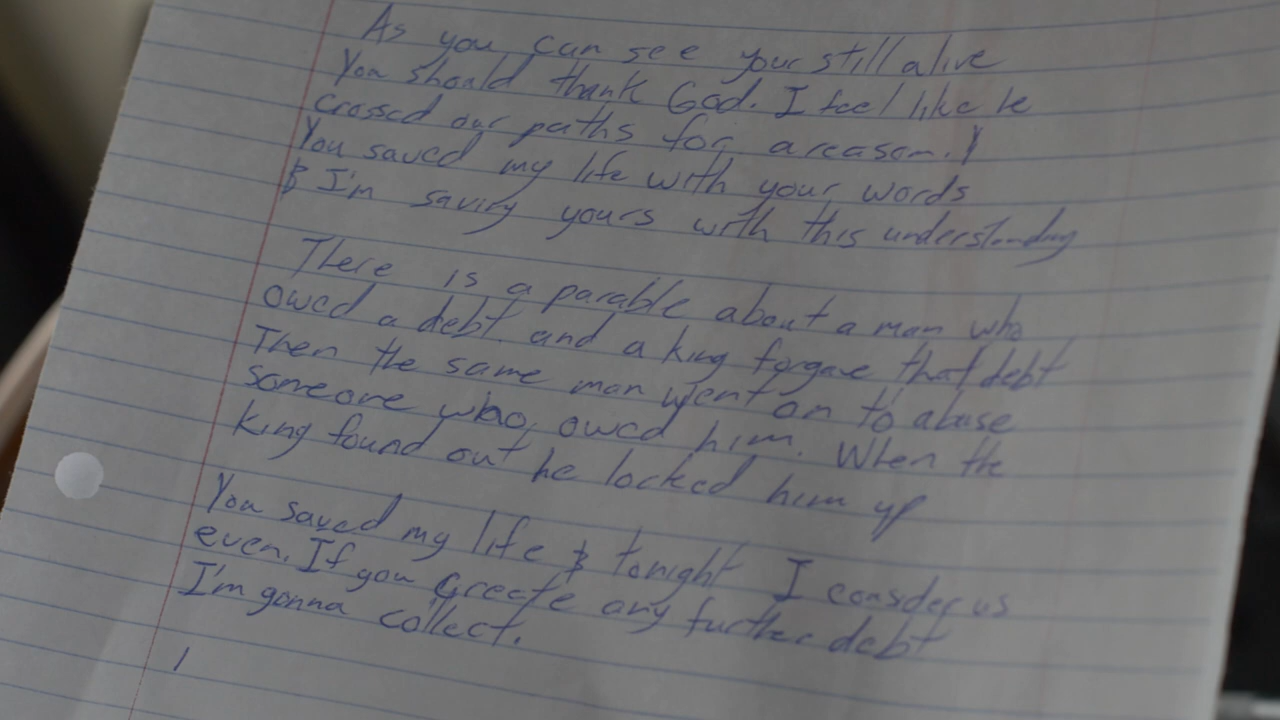 As you can see your still alive
You should thank God. I feel like he
crossed our paths for a reason.
You saved my life with your words
& I'm saving yours with this understanding
There is a parable about a man who
owed a debt and a king forgave that debt
Then the same man went on to abuse
someone who owed him. When the
king found out he locked him up
You saved my life & tonight I consider us
even. If you create any further debt
I'm gonna collect.